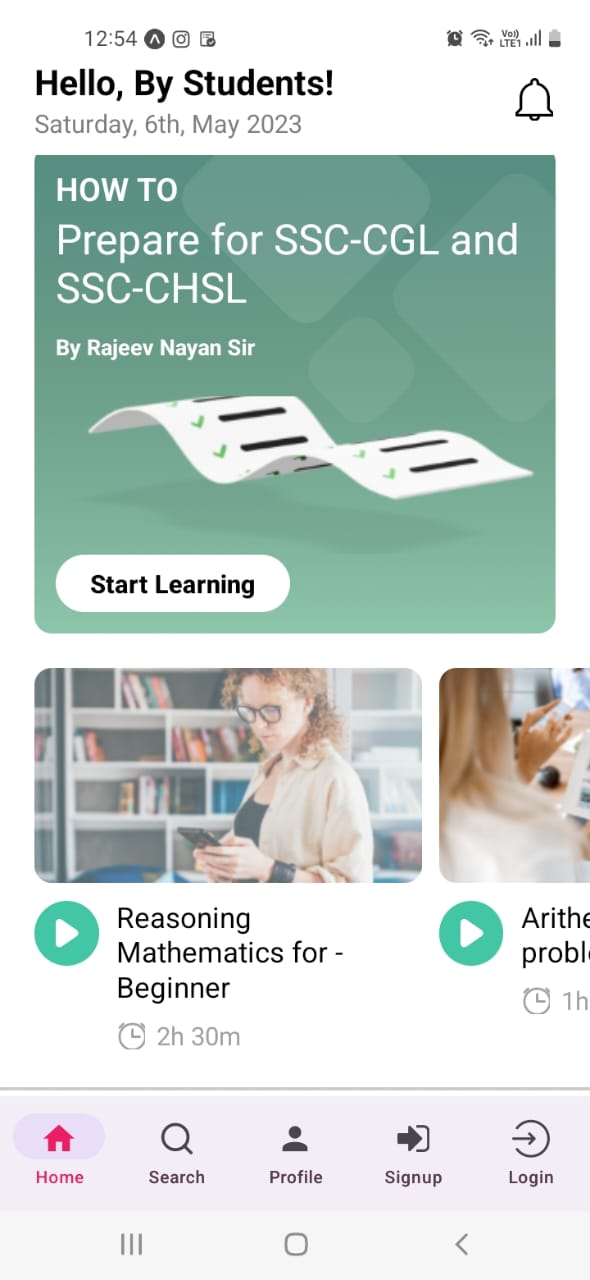 12:54
Vo))
LTE1
Hello, By Students!
Saturday, 6th, May 2023
HOW TO
Prepare for SSC-CGL and
SSC-CHSL
By Rajeev Nayan Sir
Start Learning
Reasoning
Mathematics for -
Beginner
2h 30m
Arithe
proble
1h
Home
Search
Profile
Signup
Login